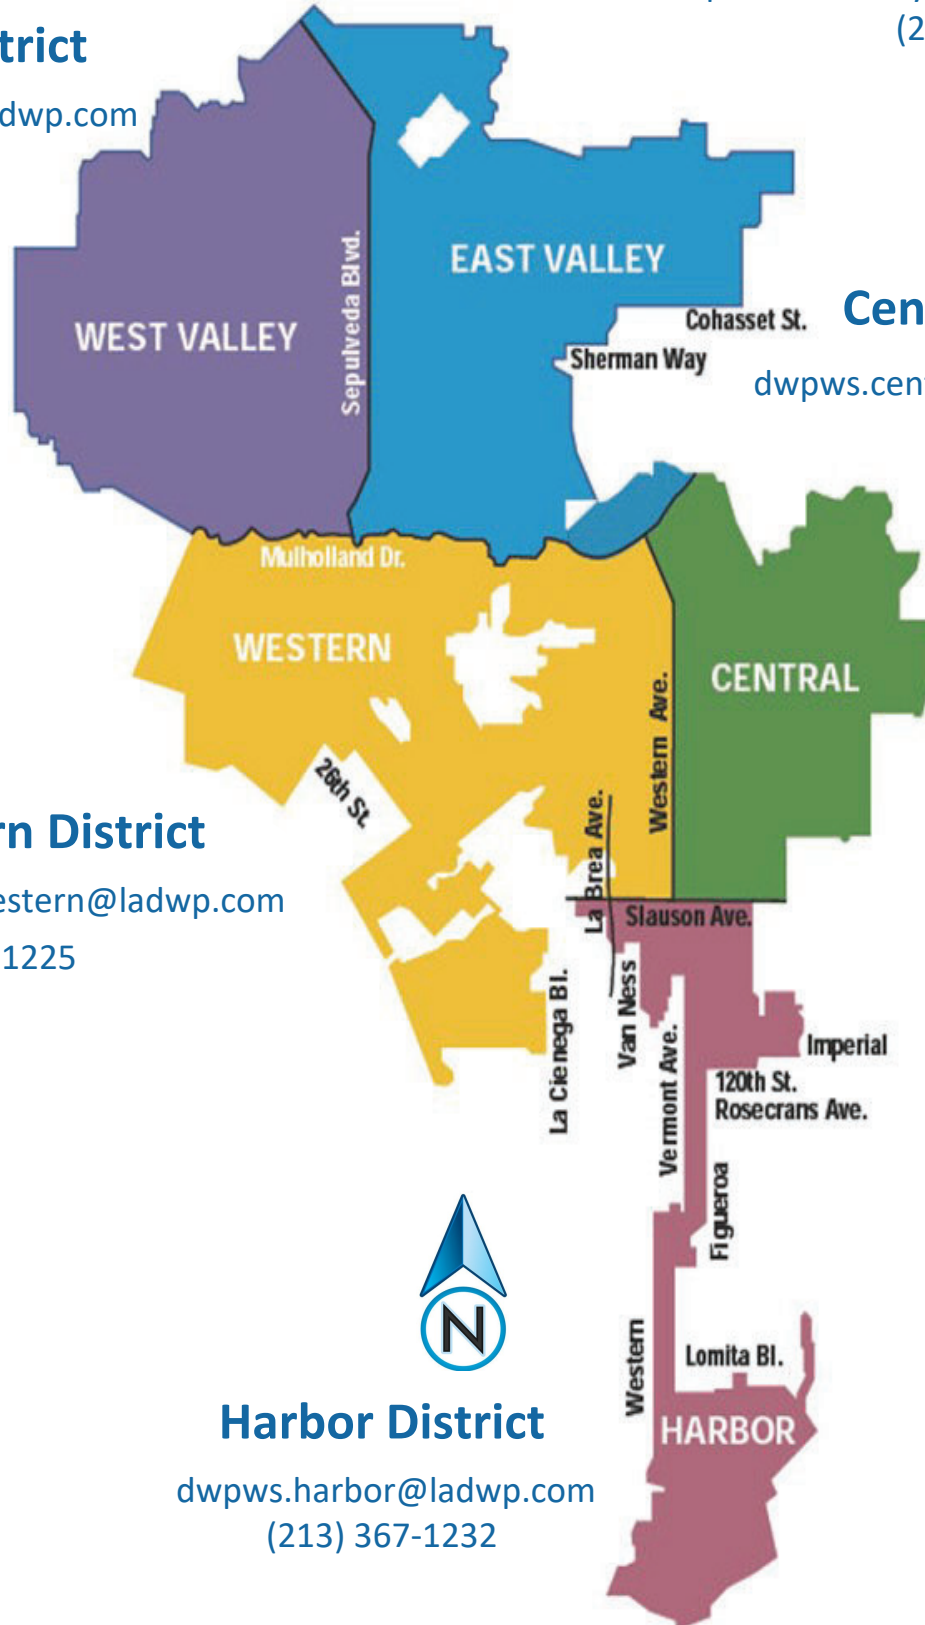 (2
trict
dwp.com
EAST VALLEY
Sepulveda Blvd.
WEST VALLEY
Cohasset St.
Cen
Sherman Way
dwpws.cen
Mulholland Dr.
WESTERN
CENTRAL
Western Ave.
26th St.
La Brea Ave.
rn District
estern@ladwp.com
1225
Slauson Ave.
La Cienega Bl.
Van Ness
Vermont Ave.
Imperial
120th St.
Rosecrans Ave.
Figueroa
N
Western
Lomita Bl.
HARBOR
Harbor District
dwpws.harbor@ladwp.com
(213) 367-1232